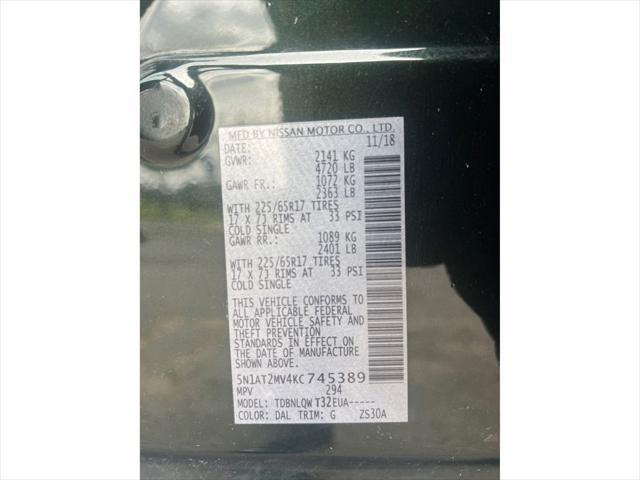 MFD BY NISSAN MOTOR CO., LTD.
DATE: 11/18
GVWR: 2141 KG
4720 LB
GAWR FR.: 1072 KG
2363 LB
WITH 225/65R17 TIRES
17 X 7J RIMS AT 33 PSI
COLD SINGLE
GAWR RR.: 1089 KG
2401 LB
WITH 225/65R17 TIRES
17 X 7J RIMS AT 33 PSI
COLD SINGLE
THIS VEHICLE CONFORMS TO
ALL APPLICABLE FEDERAL
MOTOR VEHICLE SAFETY AND
THEFT PREVENTION
STANDARDS IN EFFECT ON
THE DATE OF MANUFACTURE
SHOWN ABOVE.
5N1AT2MV4KC745389
MPV 294
MODEL: TDBNLQWT32EUA-----
COLOR: DAL TRIM: G ZS30A